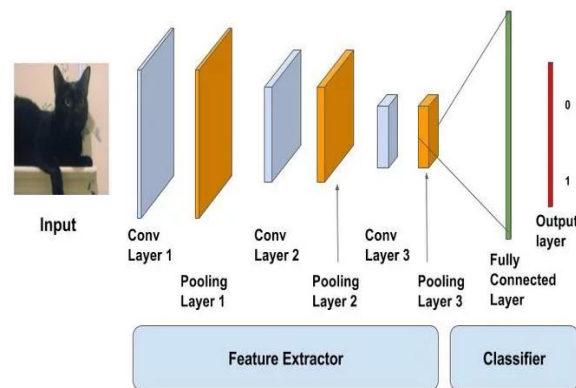 0
1
Input
Output
layer
Conv
Layer 1
Pooling
Layer 1
Conv
Layer 2
Pooling
Layer 2
Conv
Layer 3
Pooling
Layer 3
Fully
Connected
Layer
Feature Extractor
Classifier